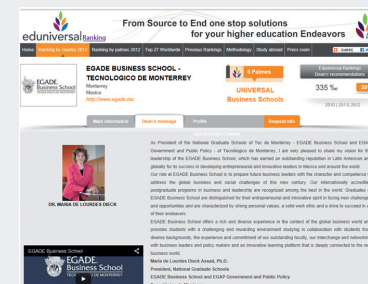 eduniversal Ranking
From Source to End one stop solutions
for your higher education Endeavors
Home Ranking by country 2012 Ranking by palmes 2012 Top 27 Worldwide Previous Rankings Methodology Study abroad Press room
SHARE
EGADE
Business School
EGADE BUSINESS SCHOOL -
TECNOLOGICO DE MONTERREY
Monterrey
Mexico
http://www.egade.mx
5 Palmes
UNIVERSAL
Business Schools
Eduniversal Rankings
Dean's recommendations
335 ‰
2010 | 2011 | 2012
Main information Dean's message Profile Request info
As President of the National Graduate Schools of Tec de Monterrey - EGADE Business School and EGAP
Government and Public Policy - of Tecnológico de Monterrey, I am very pleased to share my vision for the
leadership of the EGADE Business School, which has earned an outstanding reputation in Latin American and
globally for its success in developing entrepreneurial and innovative leaders in Mexico and around the world.
Our role at EGADE Business School is to prepare future business leaders with the character and competence to
address the global business and social challenges of this new century. Our internationally accredited
postgraduate programs in business and leadership are recognized among the best in the world. Graduates of
EGADE Business School are distinguished for their entrepreneurial and innovative spirit in facing new challenges
and opportunities and are characterized by strong personal values, a solid work ethic and a drive to succeed in all
of their endeavors.
EGADE Business School offers a rich and diverse experience in the context of the global business world and
provides students with a challenging and rewarding environment studying in collaboration with students from
diverse backgrounds, the experience and commitment of our outstanding faculty, our interchange and networking
with business leaders and policy makers and an innovative learning platform that is deeply connected to the real
business world.
Maria de Lourdes Dieck Assad, Ph.D.
President, National Graduate Schools
EGADE Business School and EGAP Government and Public Policy
DR. MARIA DE LOURDES DIECK
EGADE Business School
EGADE
Business School